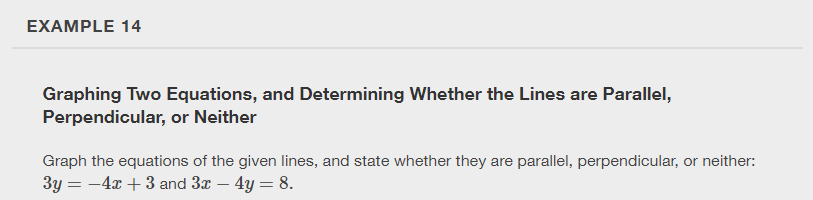 EXAMPLE 14
Graphing Two Equations, and Determining Whether the Lines are Parallel,
Perpendicular, or Neither
Graph the equations of the given lines, and state whether they are parallel, perpendicular, or neither:
3y = −4x + 3 and 3x − 4y = 8.